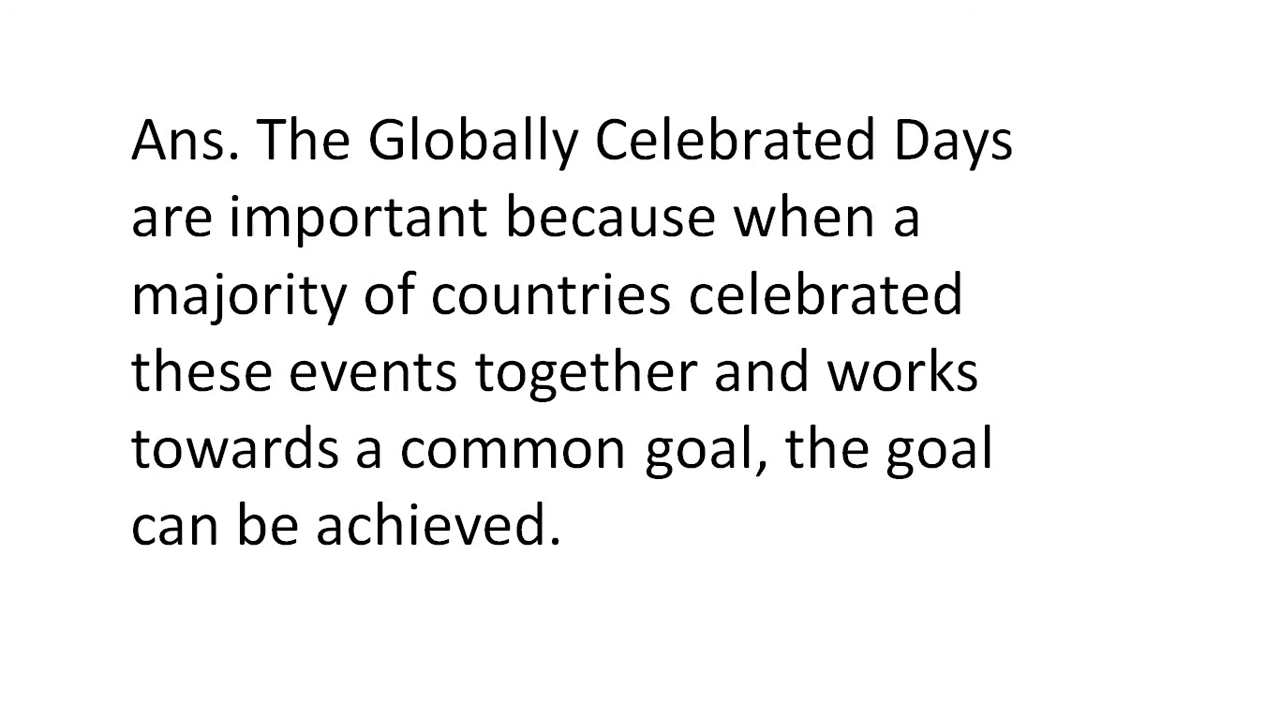 Ans. The Globally Celebrated Days
are important because when a
majority of countries celebrated
these events together and works
towards a common goal, the goal
can be achieved.